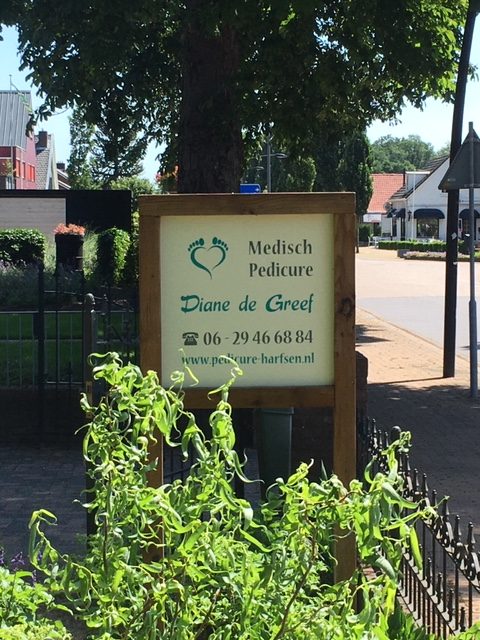 Medisch
Pedicure
Diane de Greef
☎ 06 - 29 46 68 84
www.pedicure-harfsen.nl